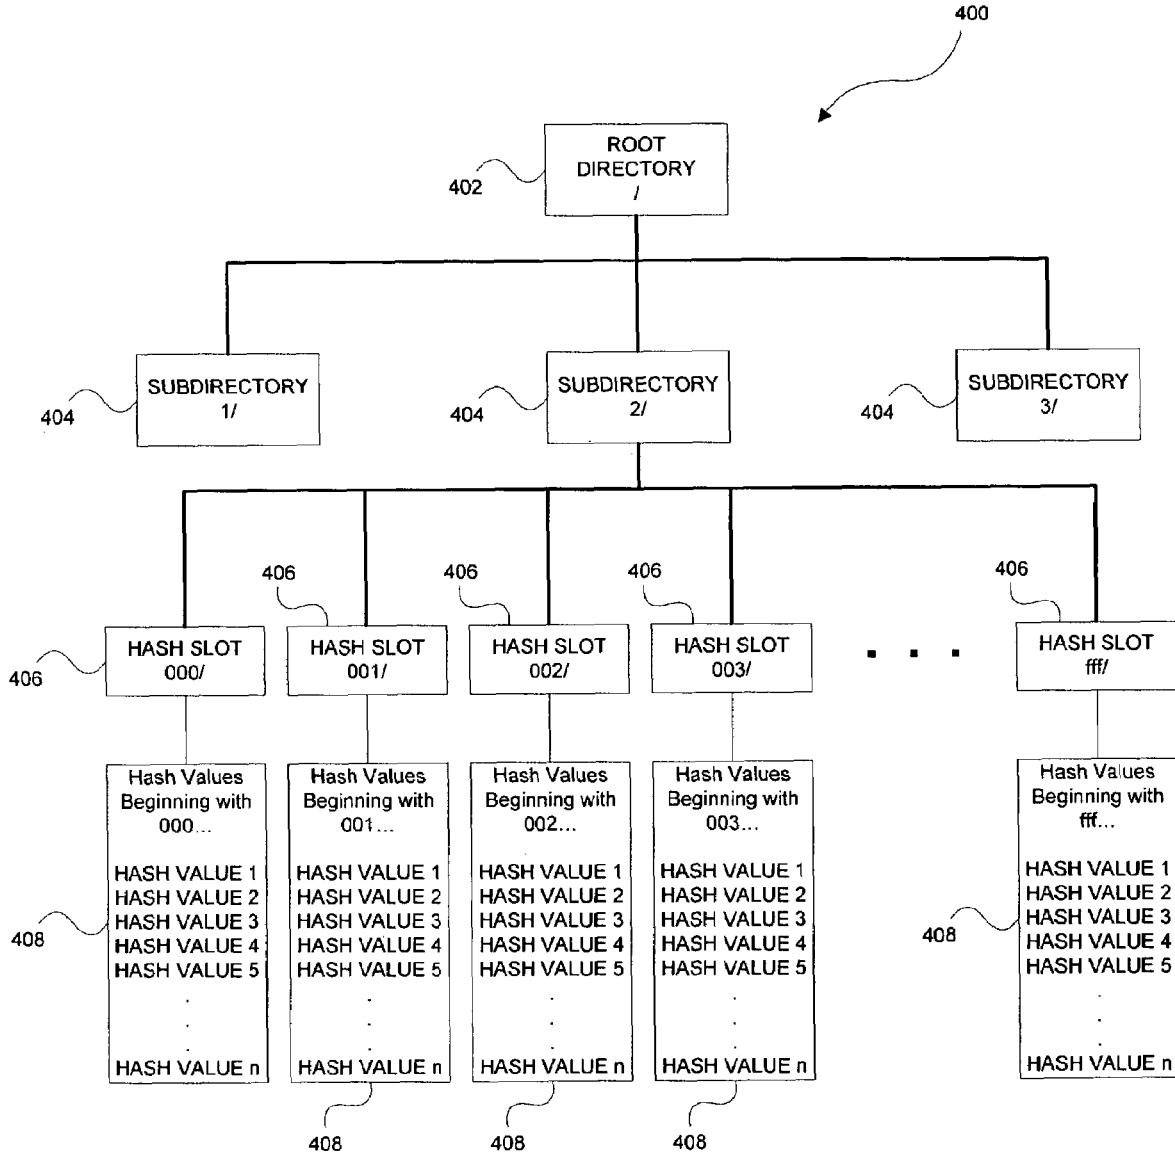 400
ROOT
DIRECTORY
/
402
SUBDIRECTORY
1/
404
SUBDIRECTORY
2/
404
SUBDIRECTORY
3/
404
406
406
406
406
HASH SLOT
000/
406
HASH SLOT
001/
HASH SLOT
002/
HASH SLOT
003/
. . .
HASH SLOT
fff/
Hash Values
Beginning with
000...
HASH VALUE 1
HASH VALUE 2
HASH VALUE 3
HASH VALUE 4
HASH VALUE 5
.
.
.
HASH VALUE n
408
Hash Values
Beginning with
001...
HASH VALUE 1
HASH VALUE 2
HASH VALUE 3
HASH VALUE 4
HASH VALUE 5
.
.
.
HASH VALUE n
408
Hash Values
Beginning with
002...
HASH VALUE 1
HASH VALUE 2
HASH VALUE 3
HASH VALUE 4
HASH VALUE 5
.
.
.
HASH VALUE n
408
Hash Values
Beginning with
003...
HASH VALUE 1
HASH VALUE 2
HASH VALUE 3
HASH VALUE 4
HASH VALUE 5
.
.
.
HASH VALUE n
408
Hash Values
Beginning with
fff...
HASH VALUE 1
HASH VALUE 2
HASH VALUE 3
HASH VALUE 4
HASH VALUE 5
.
.
.
HASH VALUE n
408